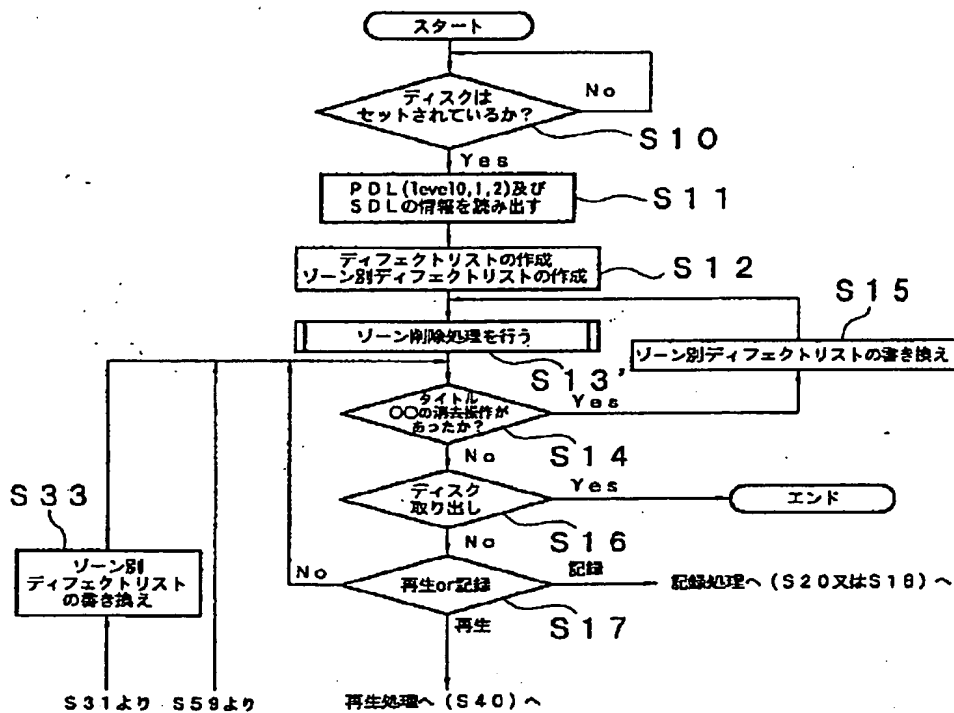 スタート
ディスクは
セットされているか?
No
S10
Yes
PDL(level0,1,2)及び
SDLの情報を読み出す
S11
ディフェクトリストの作成
ゾーン別ディフェクトリストの作成
S12
S15
ゾーン削除処理を行う
ゾーン別ディフェクトリストの書き換え
S13'
タイトル
〇〇の消去操作が
あったか?
Yes
S14
No
S33
ディスク
取り出し
Yes
エンド
S16
No
ゾーン別
ディフェクトリスト
の書き換え
No
再生or記録
記録
記録処理へ(S20又はS18)へ
S17
再生
S31より
S59より
再生処理へ(S40)へ